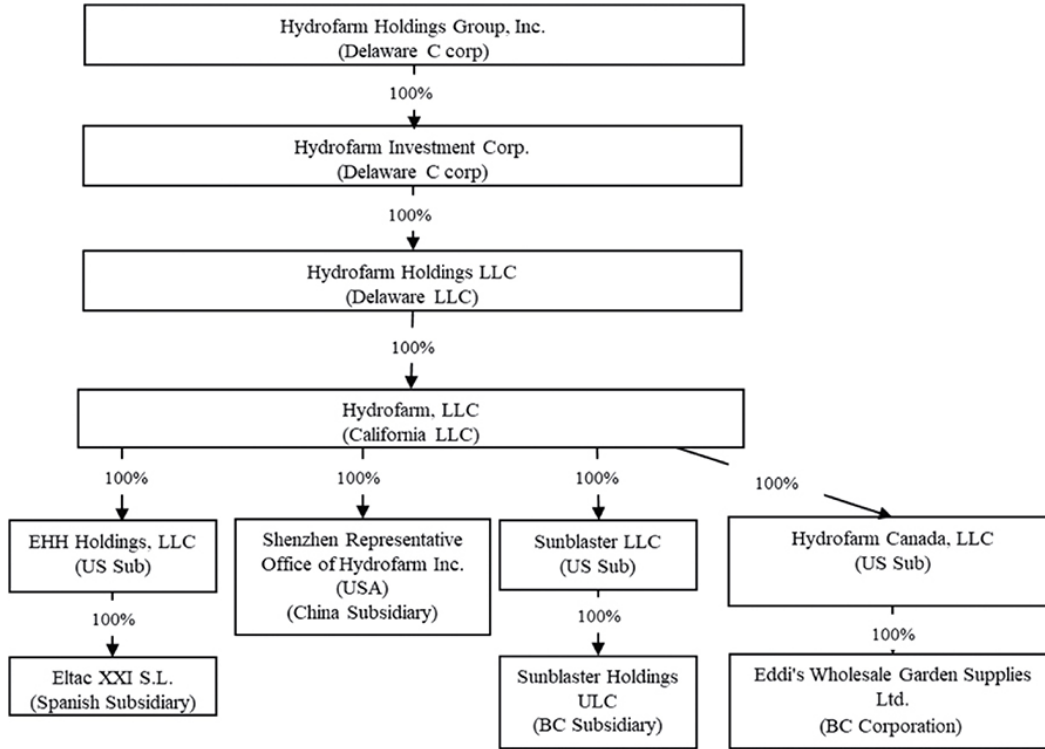 Hydrofarm Holdings Group, Inc.
(Delaware C corp)
100%
Hydrofarm Investment Corp.
(Delaware C corp)
100%
Hydrofarm Holdings LLC
(Delaware LLC)
100%
Hydrofarm, LLC
(California LLC)
100%
100%
100%
100%
EHH Holdings, LLC
(US Sub)
Shenzhen Representative
Office of Hydrofarm Inc.
(USA)
(China Subsidiary)
Sunblaster LLC
(US Sub)
Hydrofarm Canada, LLC
(US Sub)
100%
100%
100%
Eltac XXI S.L.
(Spanish Subsidiary)
Sunblaster Holdings
ULC
(BC Subsidiary)
Eddi's Wholesale Garden Supplies
Ltd.
(BC Corporation)